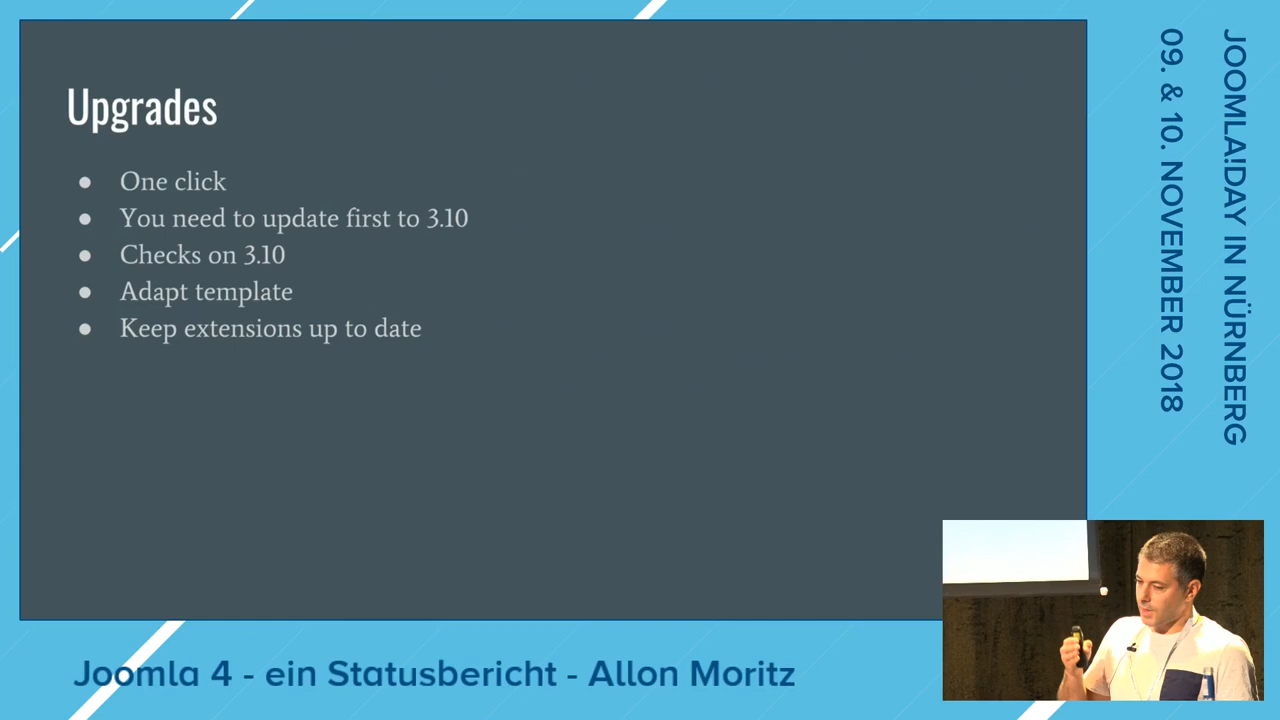 Upgrades
● One click
● You need to update first to 3.10
● Checks on 3.10
● Adapt template
● Keep extensions up to date
JOOMLA!DAY IN NÜRNBERG
09. & 10. NOVEMBER 2018
Joomla 4 - ein Statusbericht - Allon Moritz